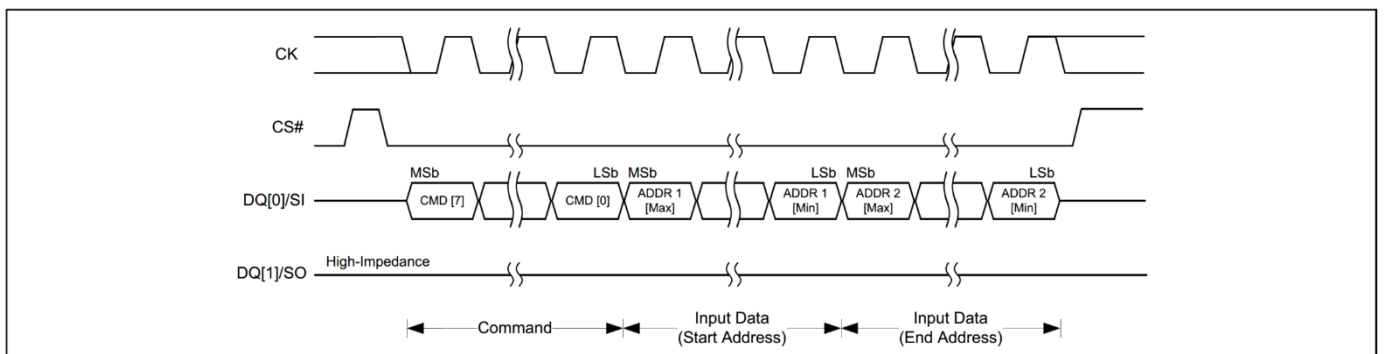 CK
CS#
MSb LSb MSb LSb MSb LSb
DQ[0]/SI CMD [7] CMD [0] ADDR 1 [Max] ADDR 1 [Min] ADDR 2 [Max] ADDR 2 [Min]
High-Impedance
DQ[1]/SO
Command
Input Data
(Start Address)
Input Data
(End Address)